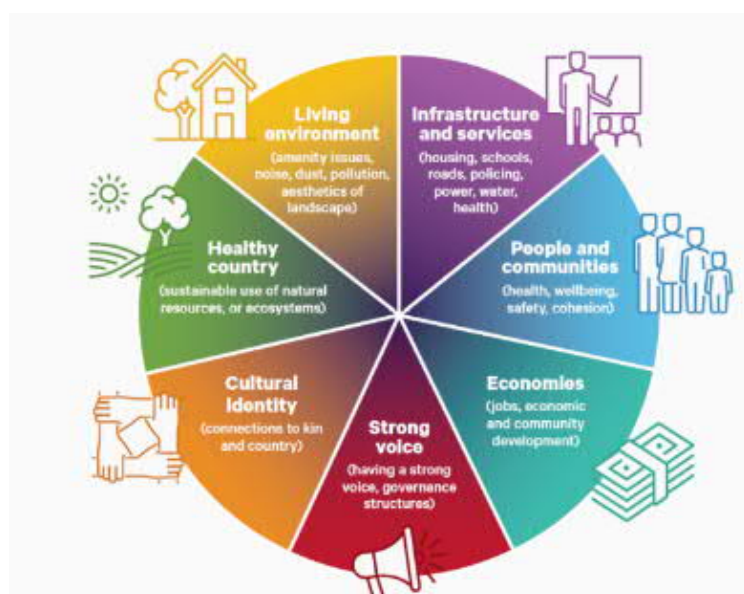 Living
environment
(amenity issues,
noise, dust, pollution,
aesthetics of
landscape)
Infrastructure
and services
(housing, schools,
roads, policing,
power, water,
health)
People and
communities
(health, wellbeing,
safety, cohesion)
Economies
(jobs, economic
and community
development)
Strong
voice
(having a strong
voice, governance
structures)
Cultural
identity
(connections to kin
and country)
Healthy
country
(sustainable use of natural
resources, or ecosystems)